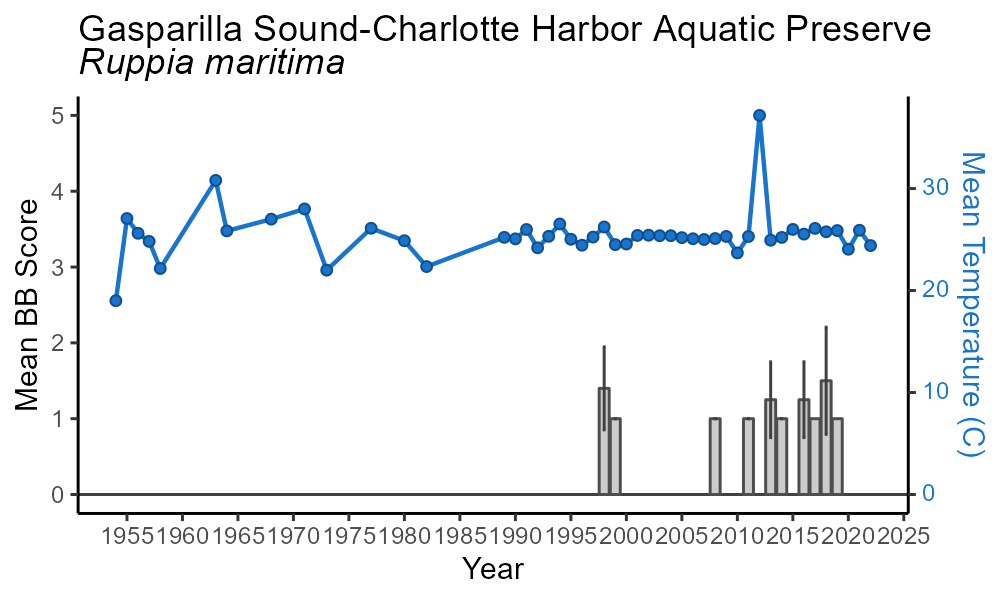 Gasparilla Sound-Charlotte Harbor Aquatic Preserve
Ruppia maritima
Mean BB Score
5
4
3
2
1
0
30
20
10
0
Mean Temperature (C)
1955 1960 1965 1970 1975 1980 1985 1990 1995 2000 2005 2010 2015 2020 2025
Year